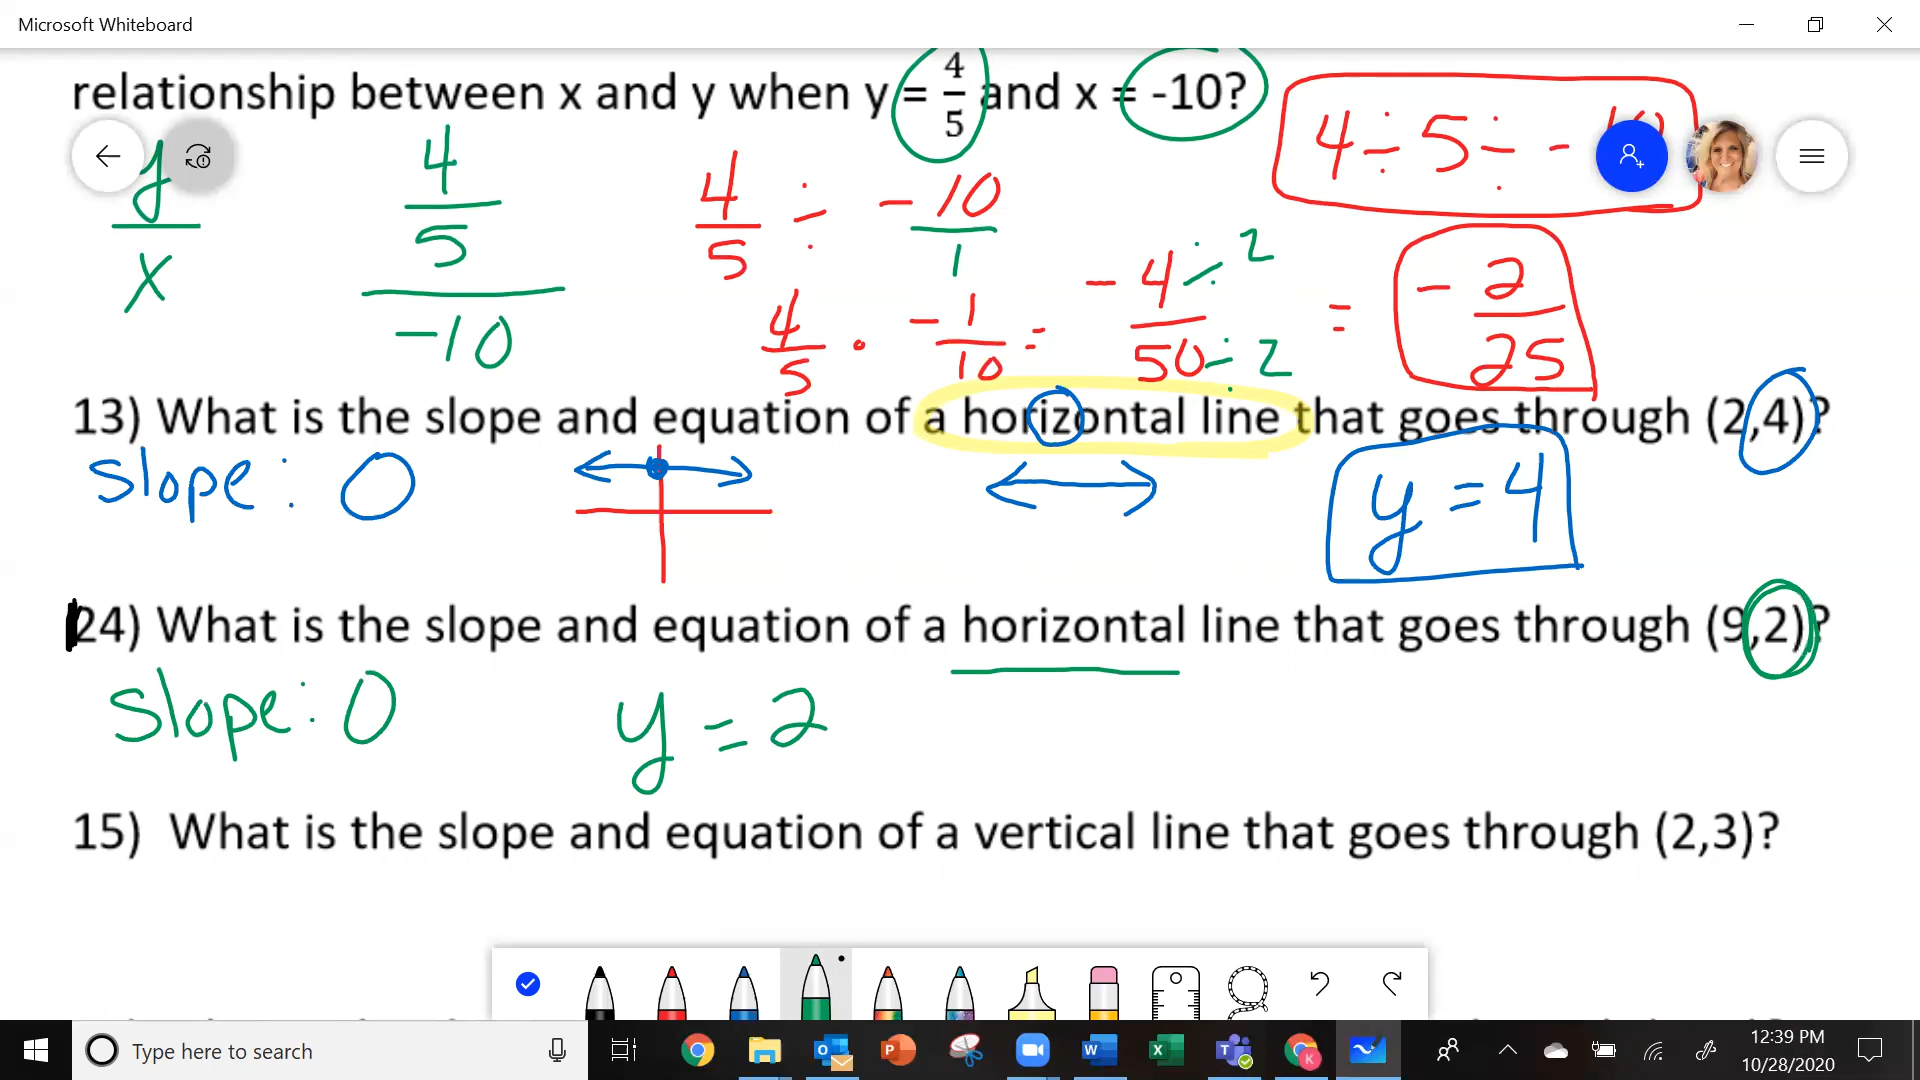 Microsoft Whiteboard
relationship between x and y when y = 4/5 and x = -10?
y/x
4/5
-10
4/5 ÷ -10/1
4 ÷ 5 ÷ -
4/5 · -1/10 = -4/50 ÷2 ÷2 = -2/25
13) What is the slope and equation of a horizontal line that goes through (2,4)?
slope: 0
y = 4
24) What is the slope and equation of a horizontal line that goes through (9,2)?
slope: 0 y = 2
15) What is the slope and equation of a vertical line that goes through (2,3)?
Type here to search
12:39 PM
10/28/2020